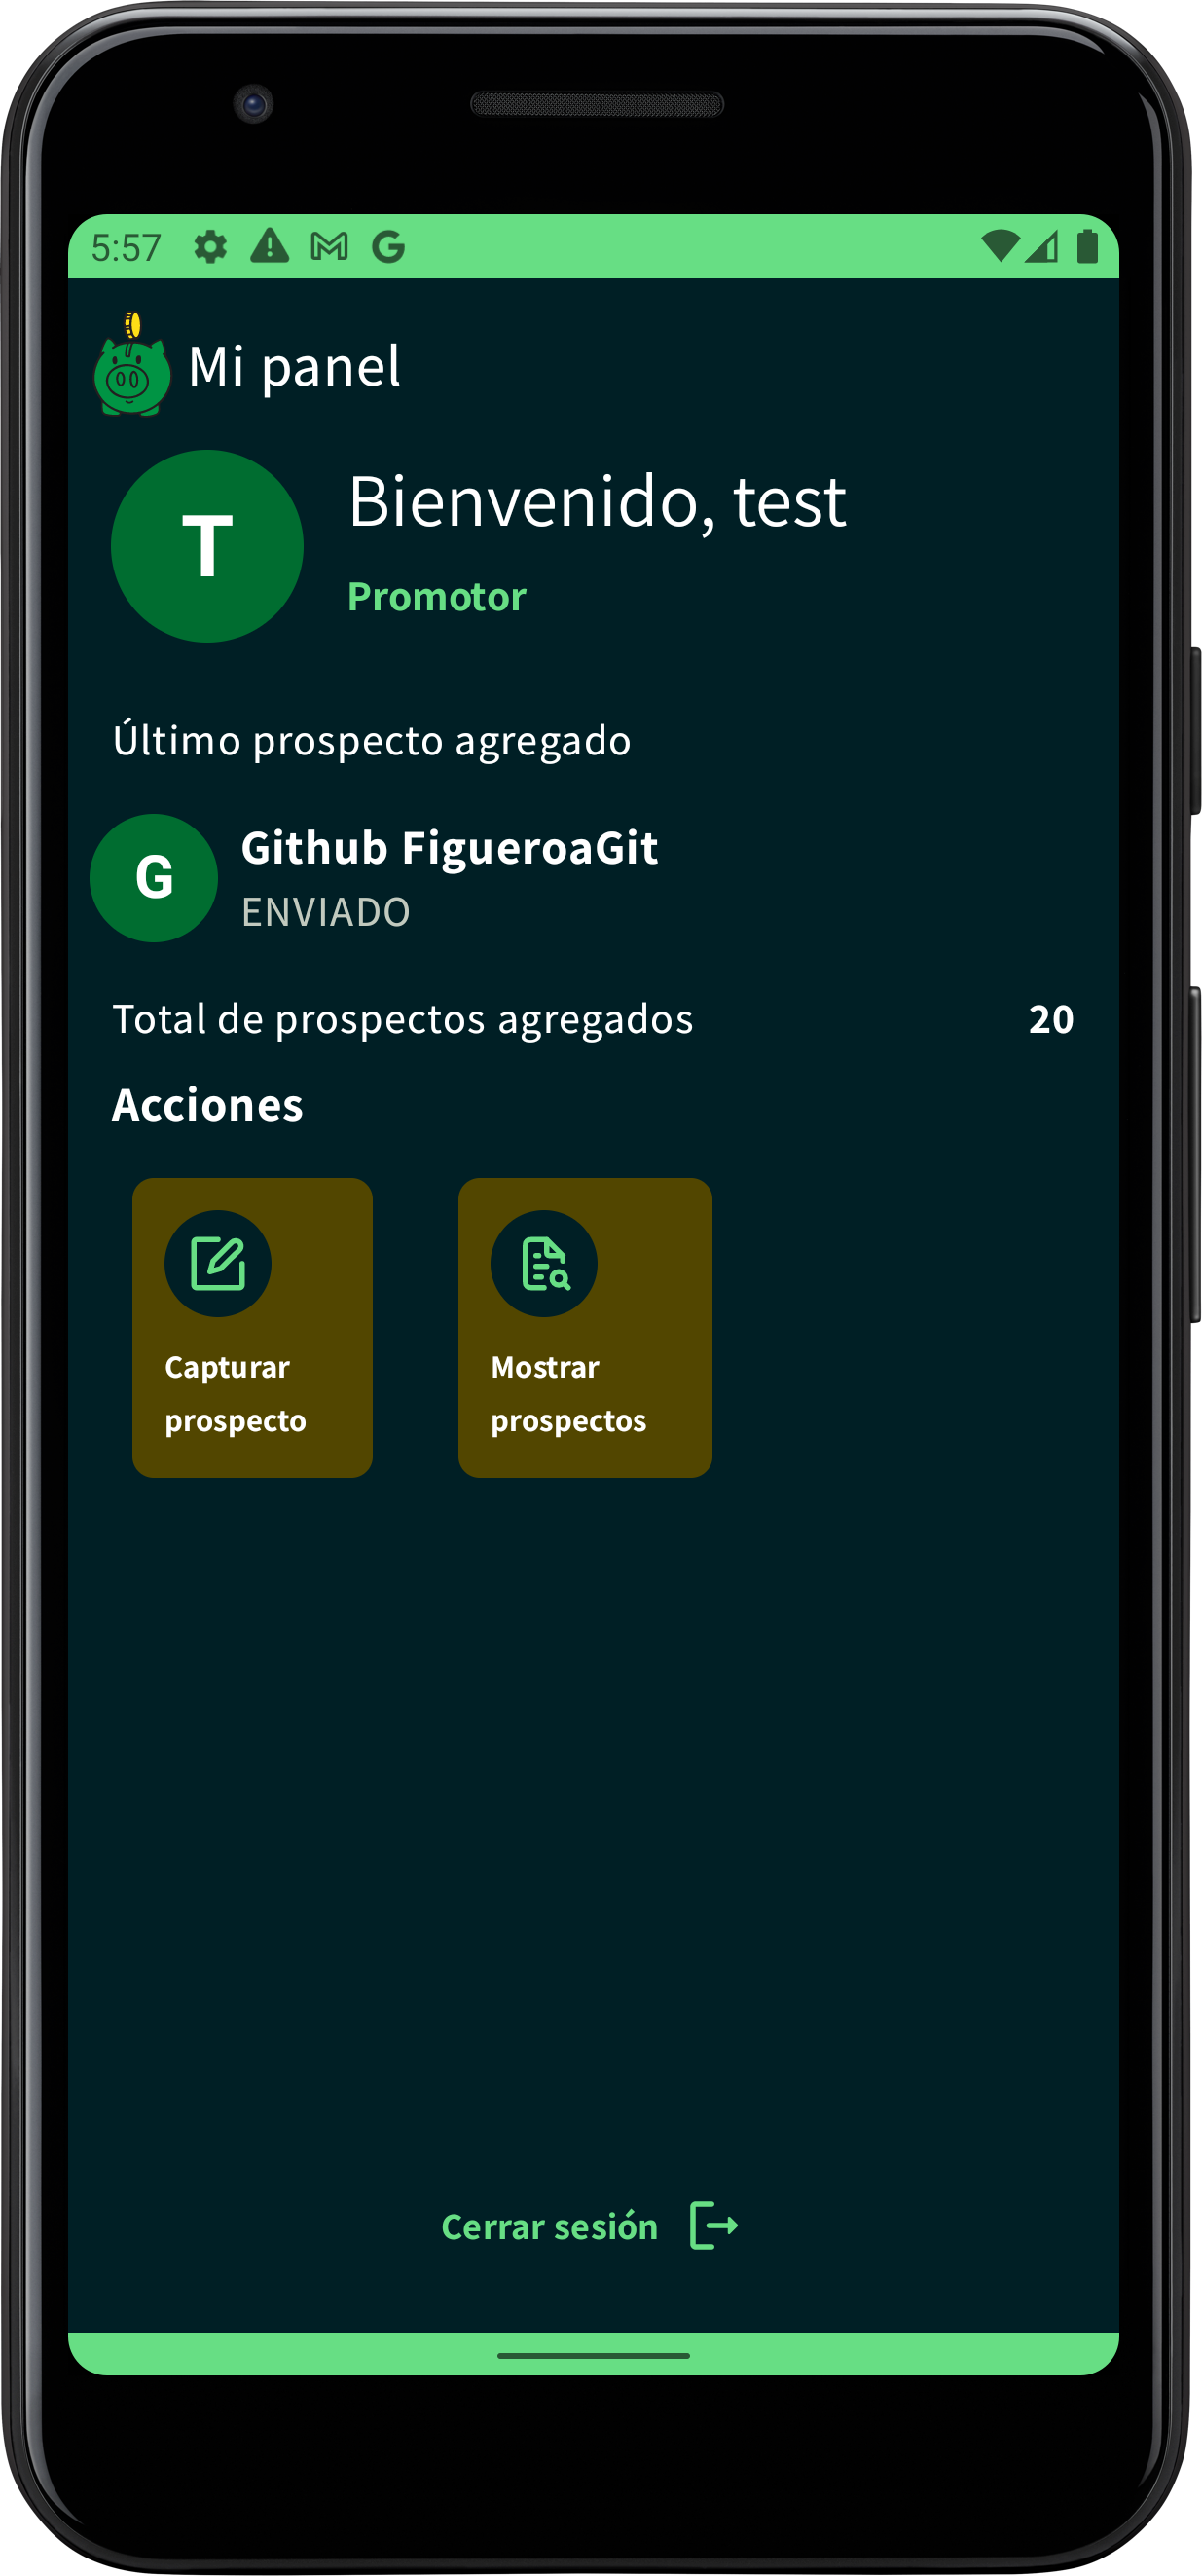 5:57
Mi panel
T
Bienvenido, test
Promotor
Último prospecto agregado
G
Github FigueroaGit
ENVIADO
Total de prospectos agregados 20
Acciones
Capturar
prospecto
Mostrar
prospectos
Cerrar sesión